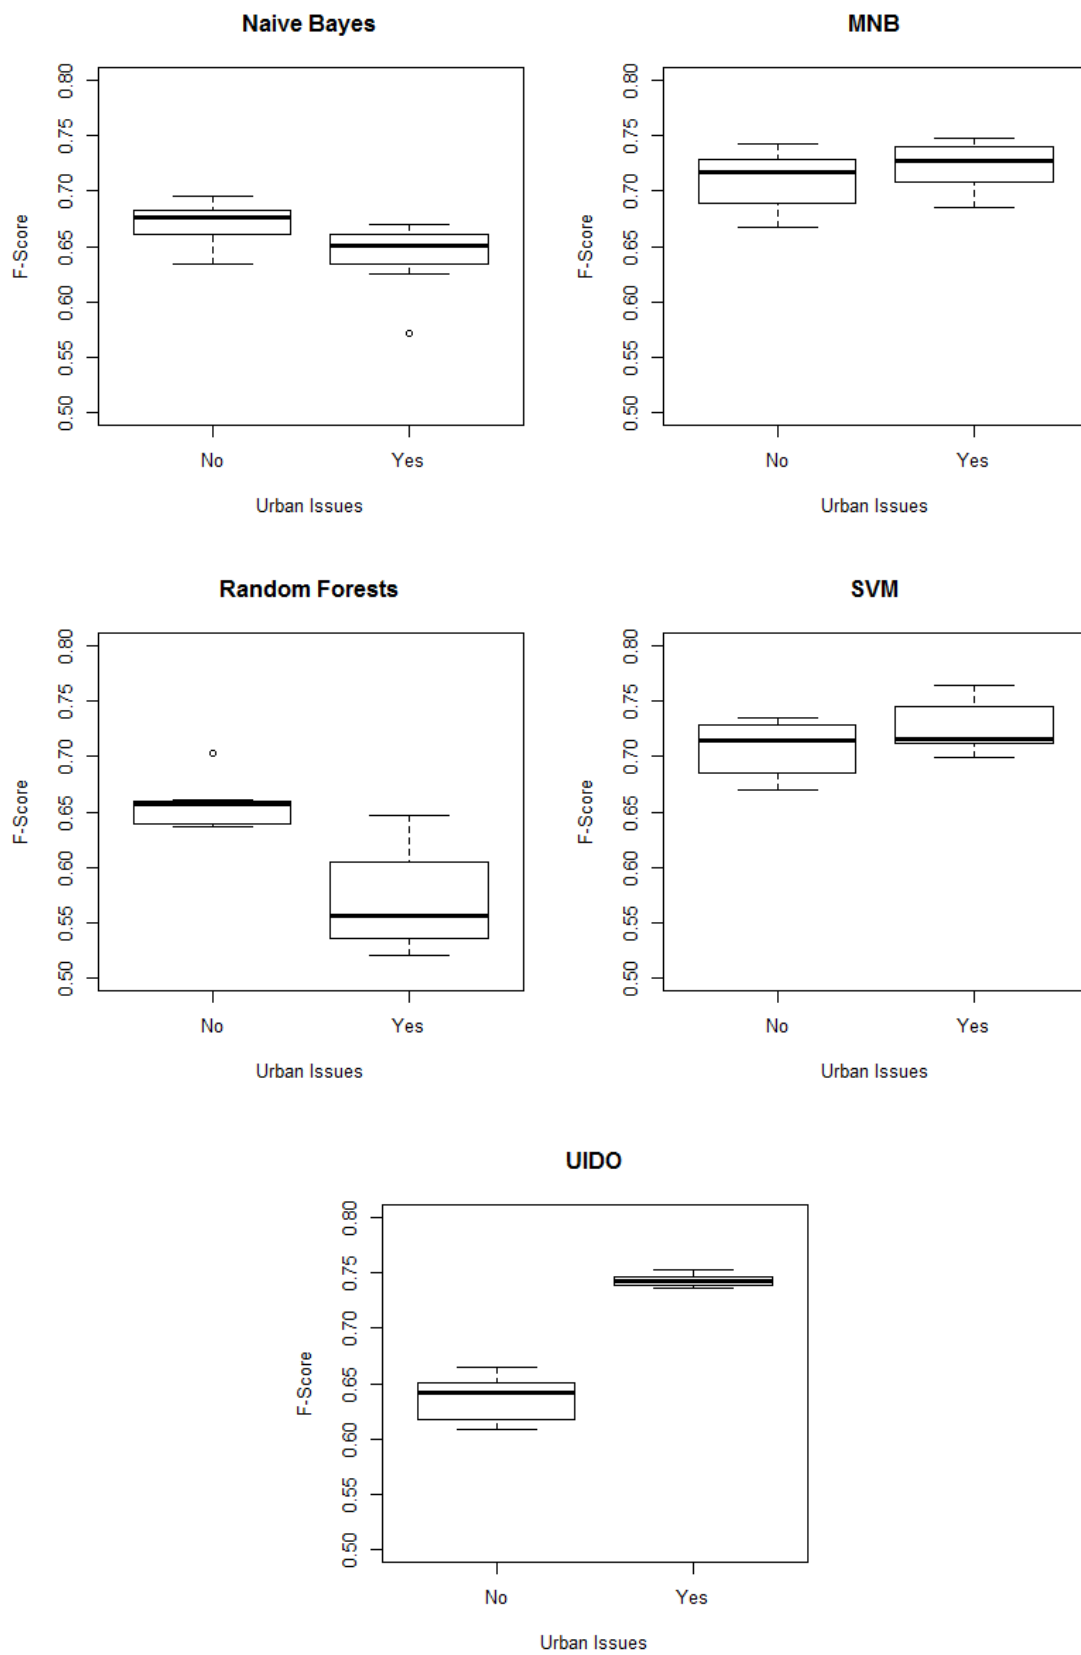 Naive Bayes
F-Score
0.80
0.75
0.70
0.65
0.60
0.55
0.50
No Yes
Urban Issues
MNB
F-Score
0.80
0.75
0.70
0.65
0.60
0.55
0.50
No Yes
Urban Issues
Random Forests
F-Score
0.80
0.75
0.70
0.65
0.60
0.55
0.50
No Yes
Urban Issues
SVM
F-Score
0.80
0.75
0.70
0.65
0.60
0.55
0.50
No Yes
Urban Issues
UIDO
F-Score
0.80
0.75
0.70
0.65
0.60
0.55
0.50
No Yes
Urban Issues